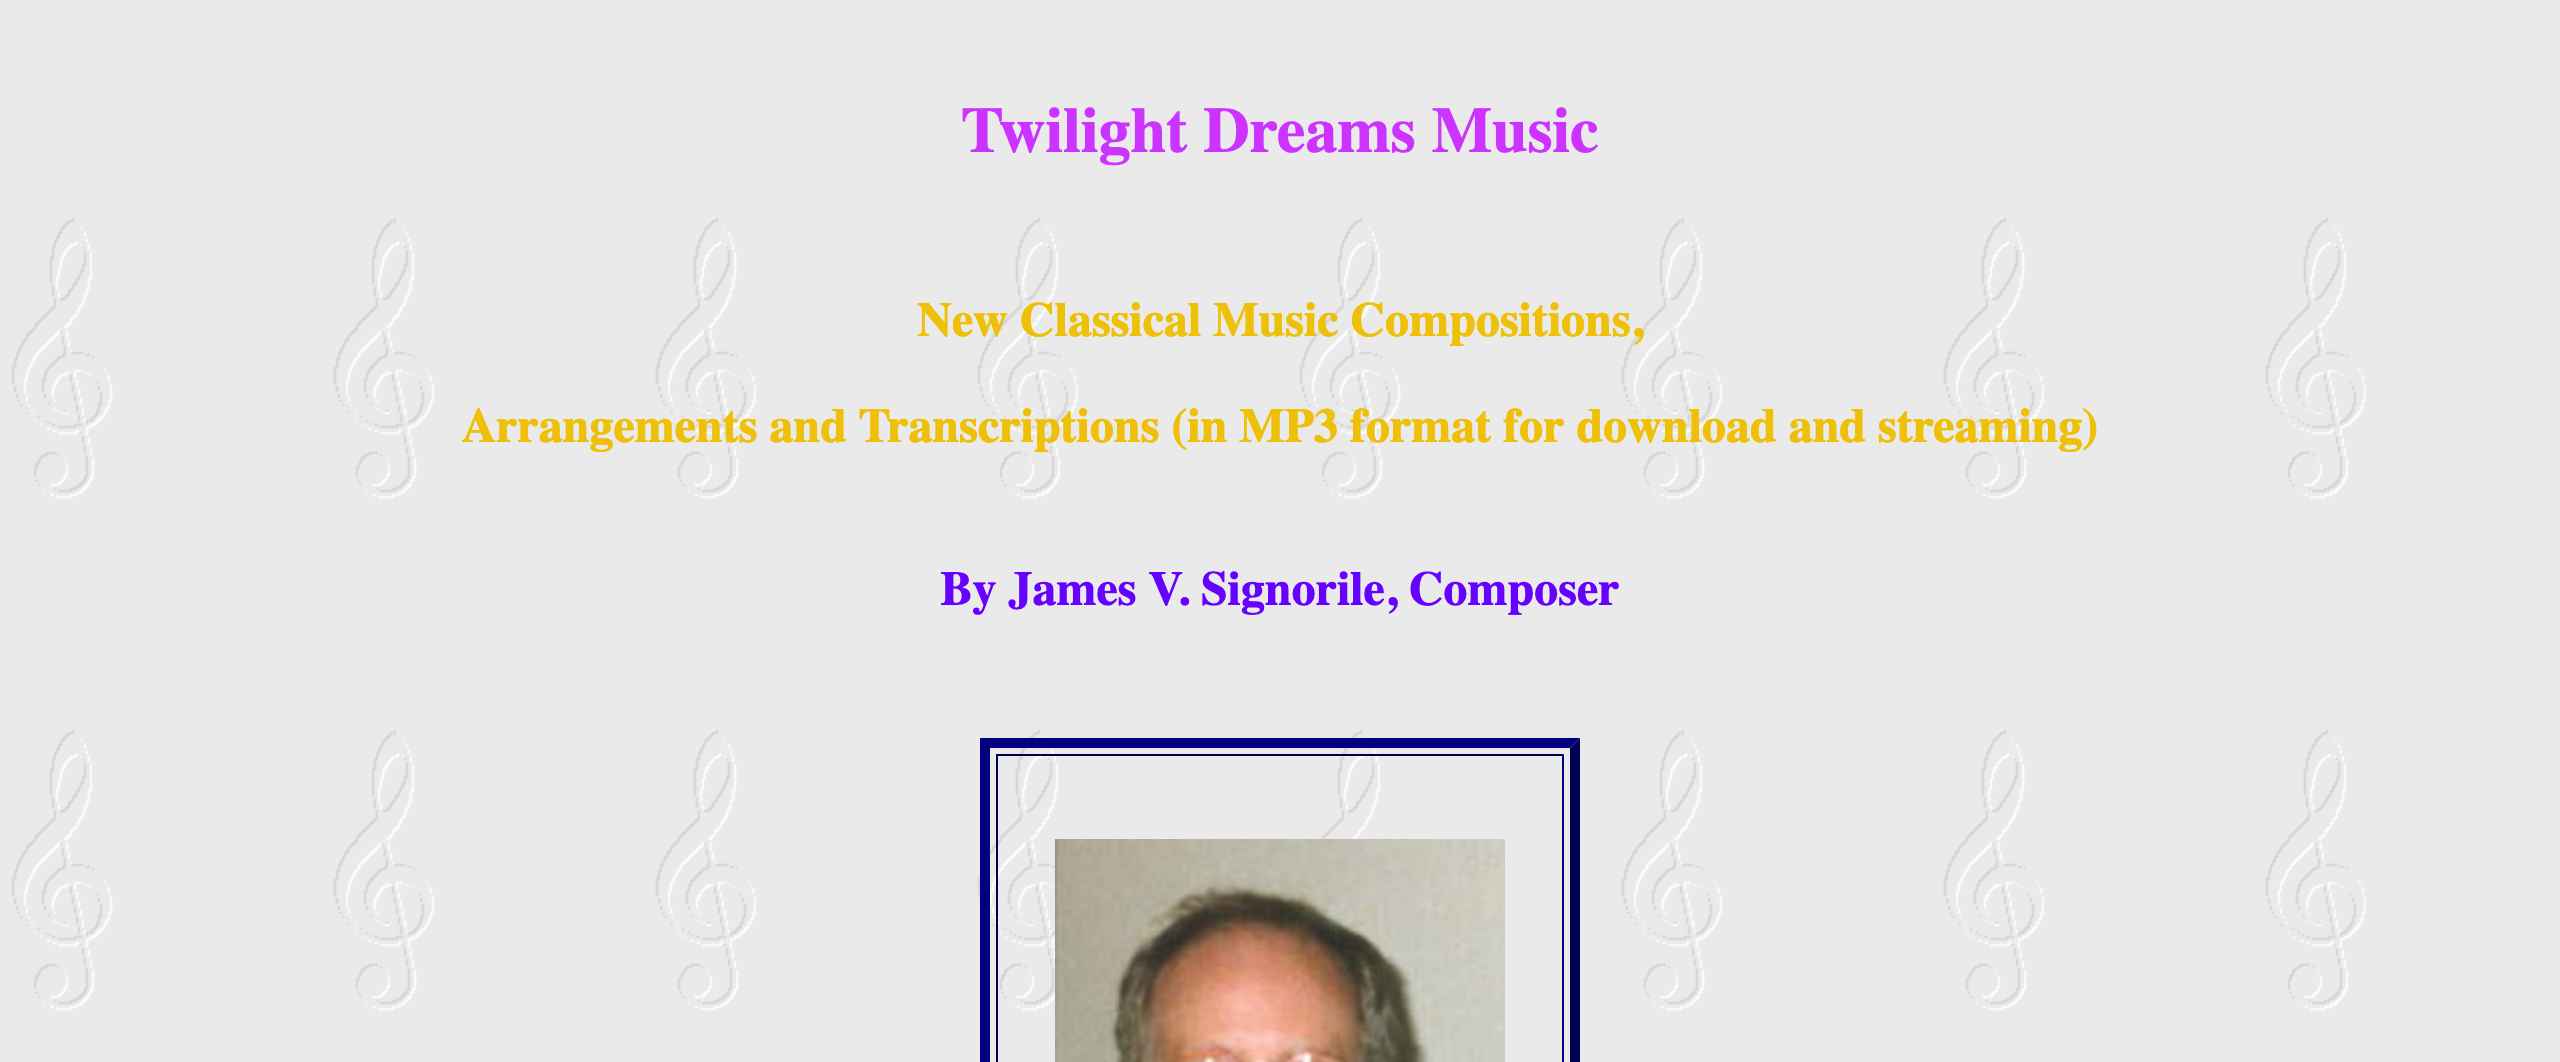 Twilight Dreams Music
New Classical Music Compositions,
Arrangements and Transcriptions (in MP3 format for download and streaming)
By James V. Signorile, Composer